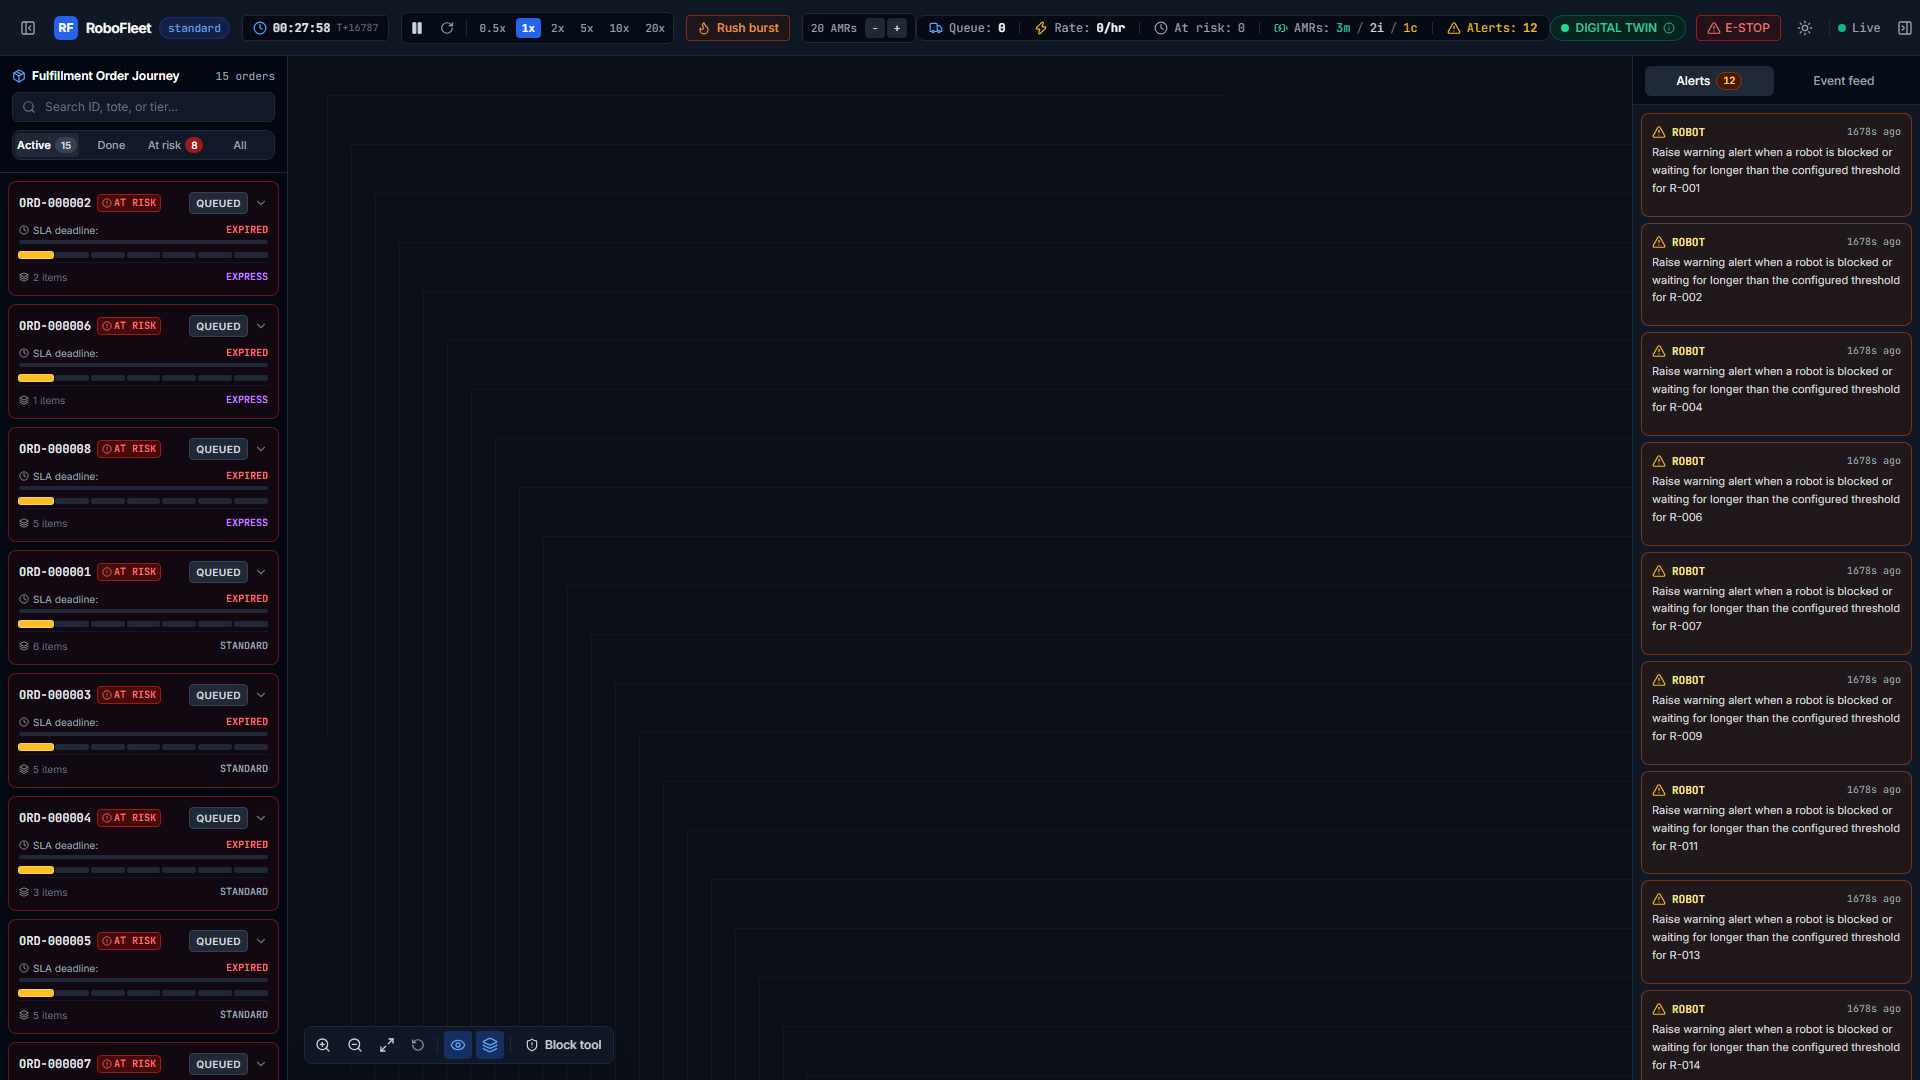 RF RoboFleet standard 00:27:58 T+16787 0.5x 1x 2x 5x 10x 20x Rush burst 20 AMRs - + Queue: 0 Rate: 0/hr At risk: 0 AMRs: 3m / 2i / 1c Alerts: 12 DIGITAL TWIN E-STOP Live
Fulfillment Order Journey 15 orders
Search ID, tote, or tier...
Active 15 Done At risk 8 All
ORD-000002 AT RISK QUEUED
SLA deadline: EXPIRED
2 items EXPRESS
ORD-000006 AT RISK QUEUED
SLA deadline: EXPIRED
1 items EXPRESS
ORD-000008 AT RISK QUEUED
SLA deadline: EXPIRED
5 items EXPRESS
ORD-000001 AT RISK QUEUED
SLA deadline: EXPIRED
6 items STANDARD
ORD-000003 AT RISK QUEUED
SLA deadline: EXPIRED
5 items STANDARD
ORD-000004 AT RISK QUEUED
SLA deadline: EXPIRED
3 items STANDARD
ORD-000005 AT RISK QUEUED
SLA deadline: EXPIRED
5 items STANDARD
ORD-000007 AT RISK QUEUED
Block tool
Alerts 12 Event feed
ROBOT 1678s ago
Raise warning alert when a robot is blocked or
waiting for longer than the configured threshold
for R-001
ROBOT 1678s ago
Raise warning alert when a robot is blocked or
waiting for longer than the configured threshold
for R-002
ROBOT 1678s ago
Raise warning alert when a robot is blocked or
waiting for longer than the configured threshold
for R-004
ROBOT 1678s ago
Raise warning alert when a robot is blocked or
waiting for longer than the configured threshold
for R-006
ROBOT 1678s ago
Raise warning alert when a robot is blocked or
waiting for longer than the configured threshold
for R-007
ROBOT 1678s ago
Raise warning alert when a robot is blocked or
waiting for longer than the configured threshold
for R-009
ROBOT 1678s ago
Raise warning alert when a robot is blocked or
waiting for longer than the configured threshold
for R-011
ROBOT 1678s ago
Raise warning alert when a robot is blocked or
waiting for longer than the configured threshold
for R-013
ROBOT 1678s ago
Raise warning alert when a robot is blocked or
waiting for longer than the configured threshold
for R-014